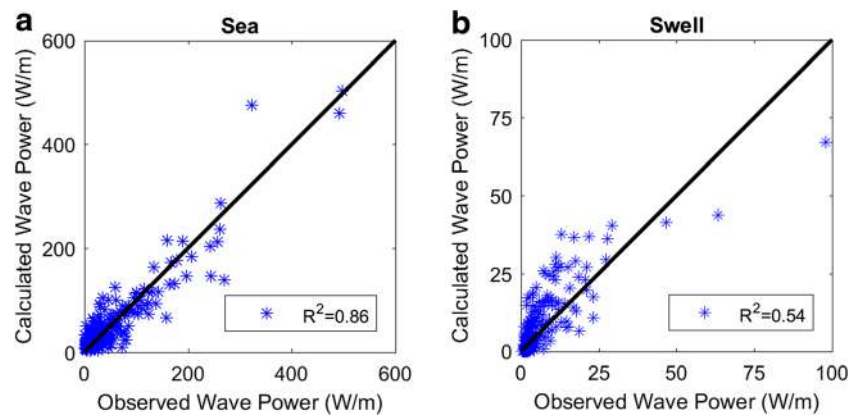 a
Sea
600
400
200
0
0
200
400
600
Calculated Wave Power (W/m)
Observed Wave Power (W/m)
R²=0.86
b
Swell
100
75
50
25
0
0
25
50
75
100
Calculated Wave Power (W/m)
Observed Wave Power (W/m)
R²=0.54